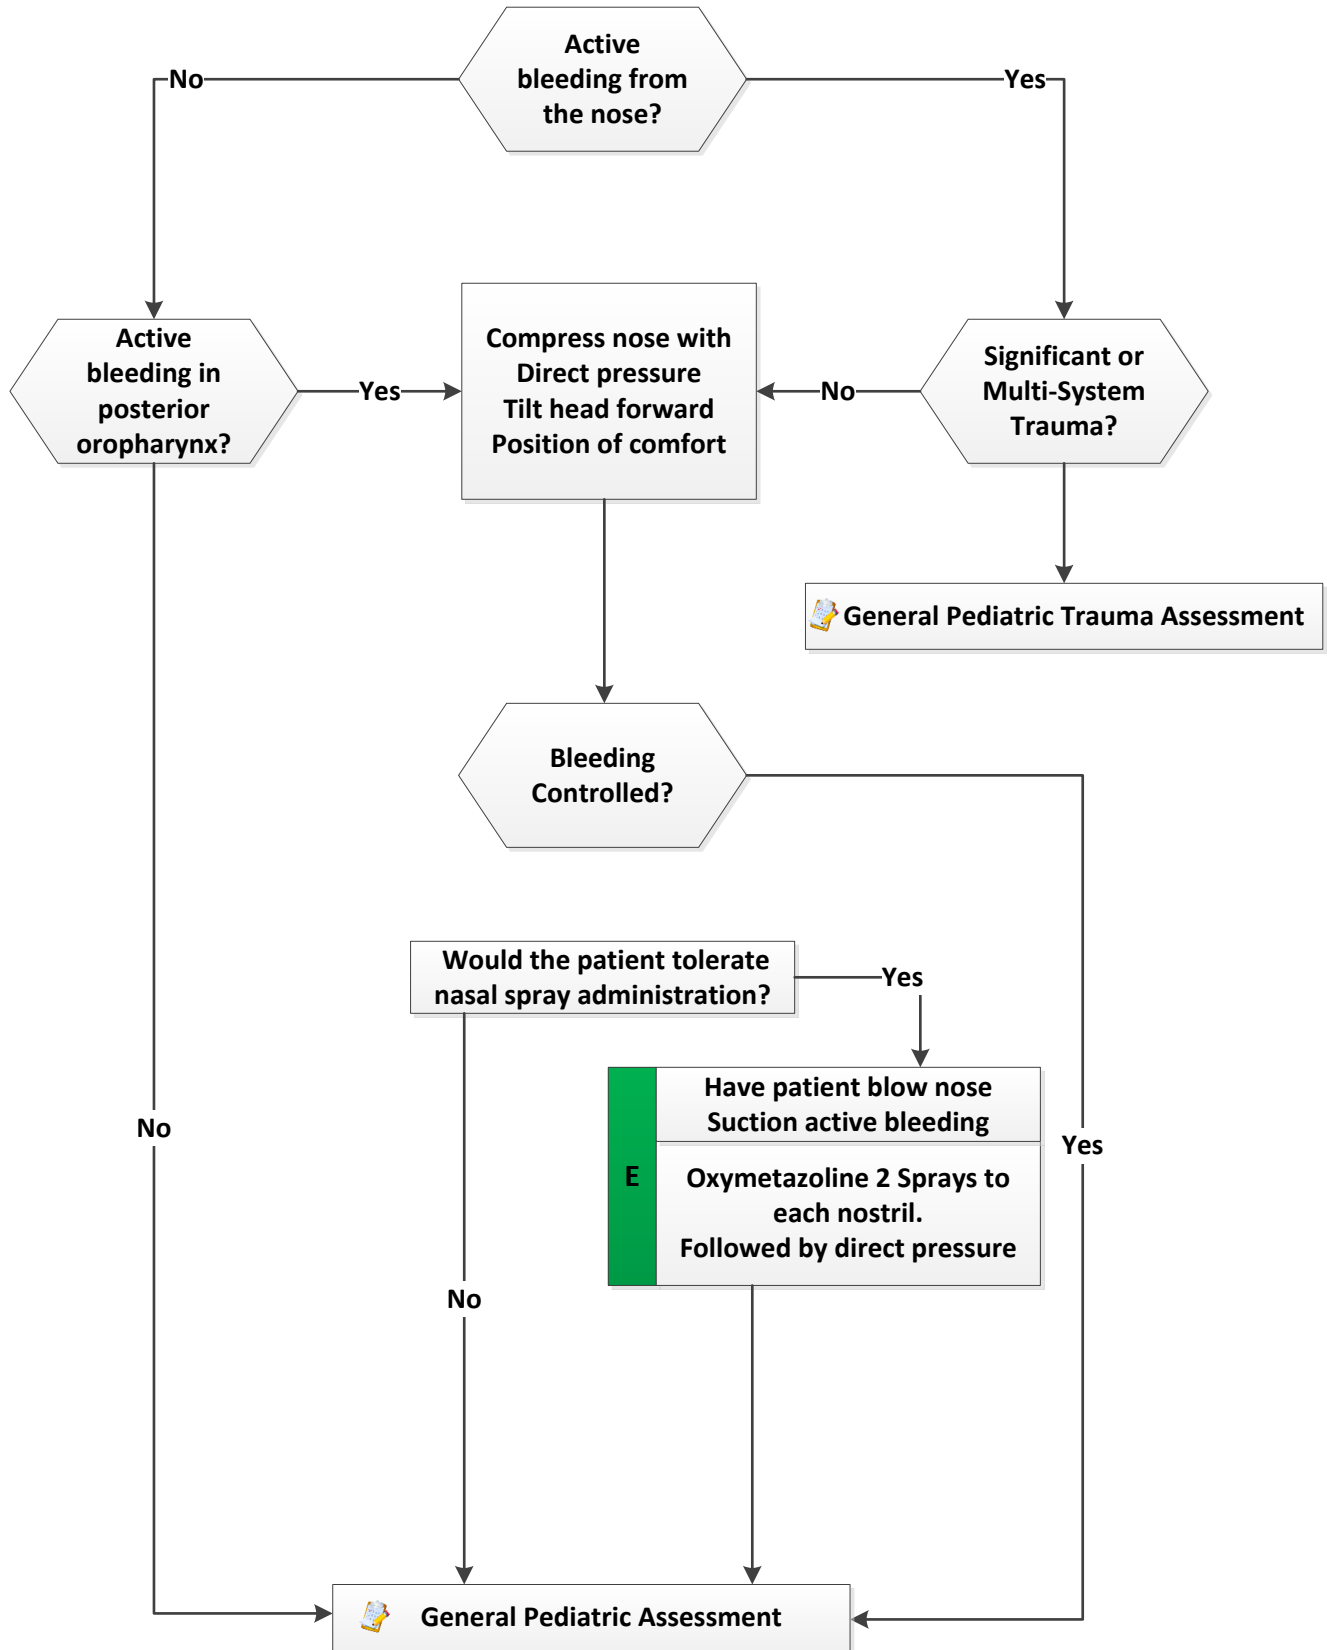 Active
bleeding from
the nose?
No
Yes
Active
bleeding in
posterior
oropharynx?
Yes
Compress nose with
Direct pressure
Tilt head forward
Position of comfort
No
Significant or
Multi-System
Trauma?
General Pediatric Trauma Assessment
Bleeding
Controlled?
Would the patient tolerate
nasal spray administration?
Yes
Have patient blow nose
Suction active bleeding
E
Oxymetazoline 2 Sprays to
each nostril.
Followed by direct pressure
No
Yes
No
General Pediatric Assessment